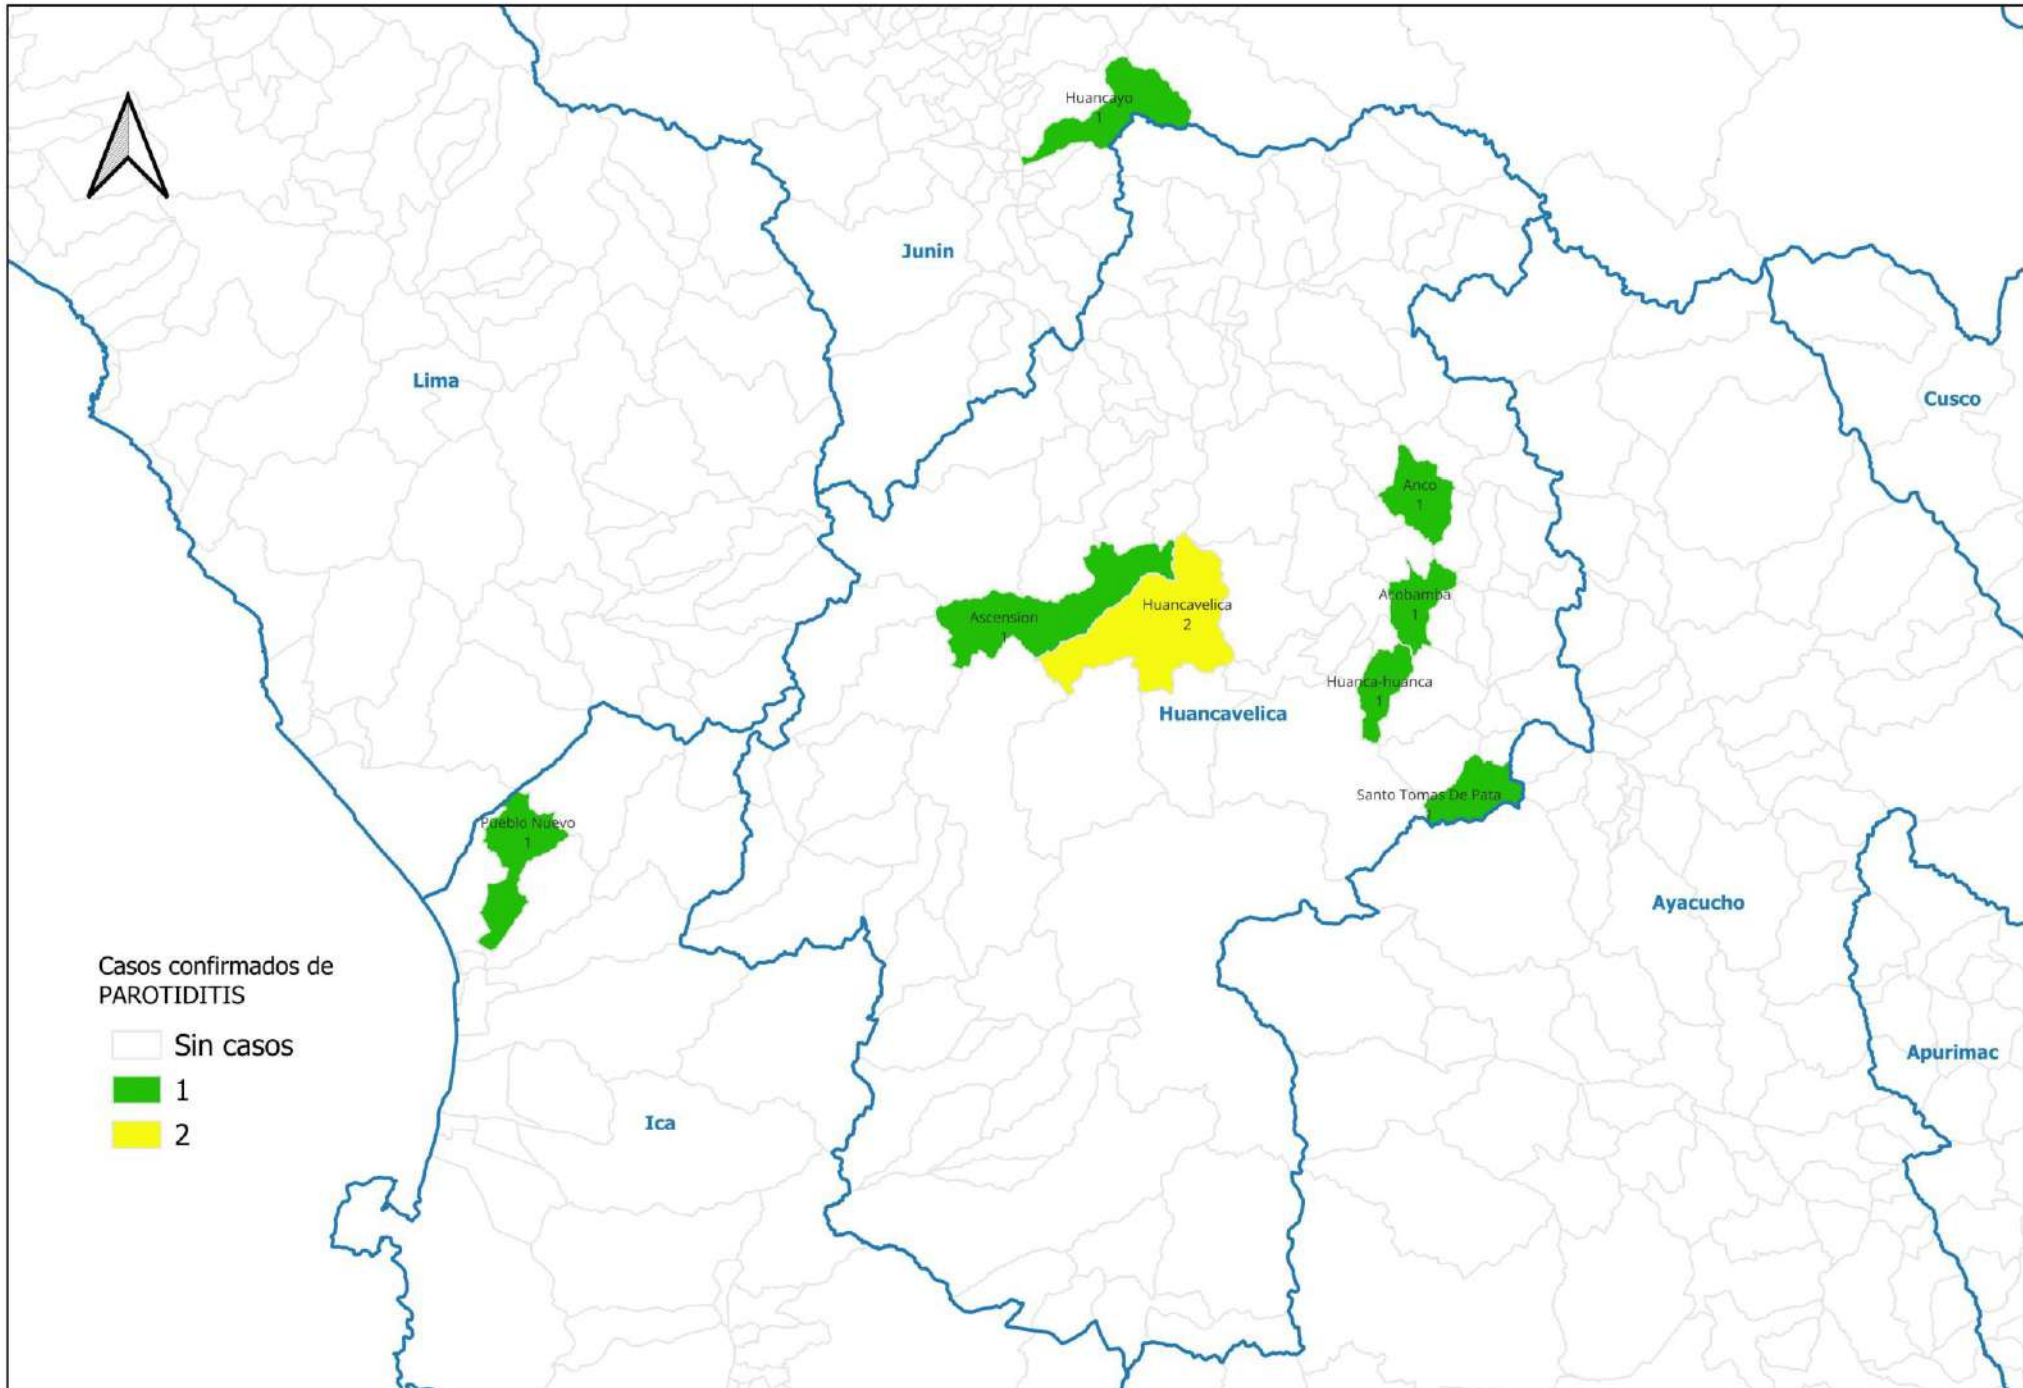 Huancayo
1
Junin
Lima
Cusco
Anco
1
Acobamba
1
Ascension
1
Huancavelica
2
Huanca-huanca
1
Huancavelica
Santo Tomas De Pata
Pueblo Nuevo
1
Ayacucho
Casos confirmados de
PAROTIDITIS
Sin casos
1
2
Apurimac
Ica